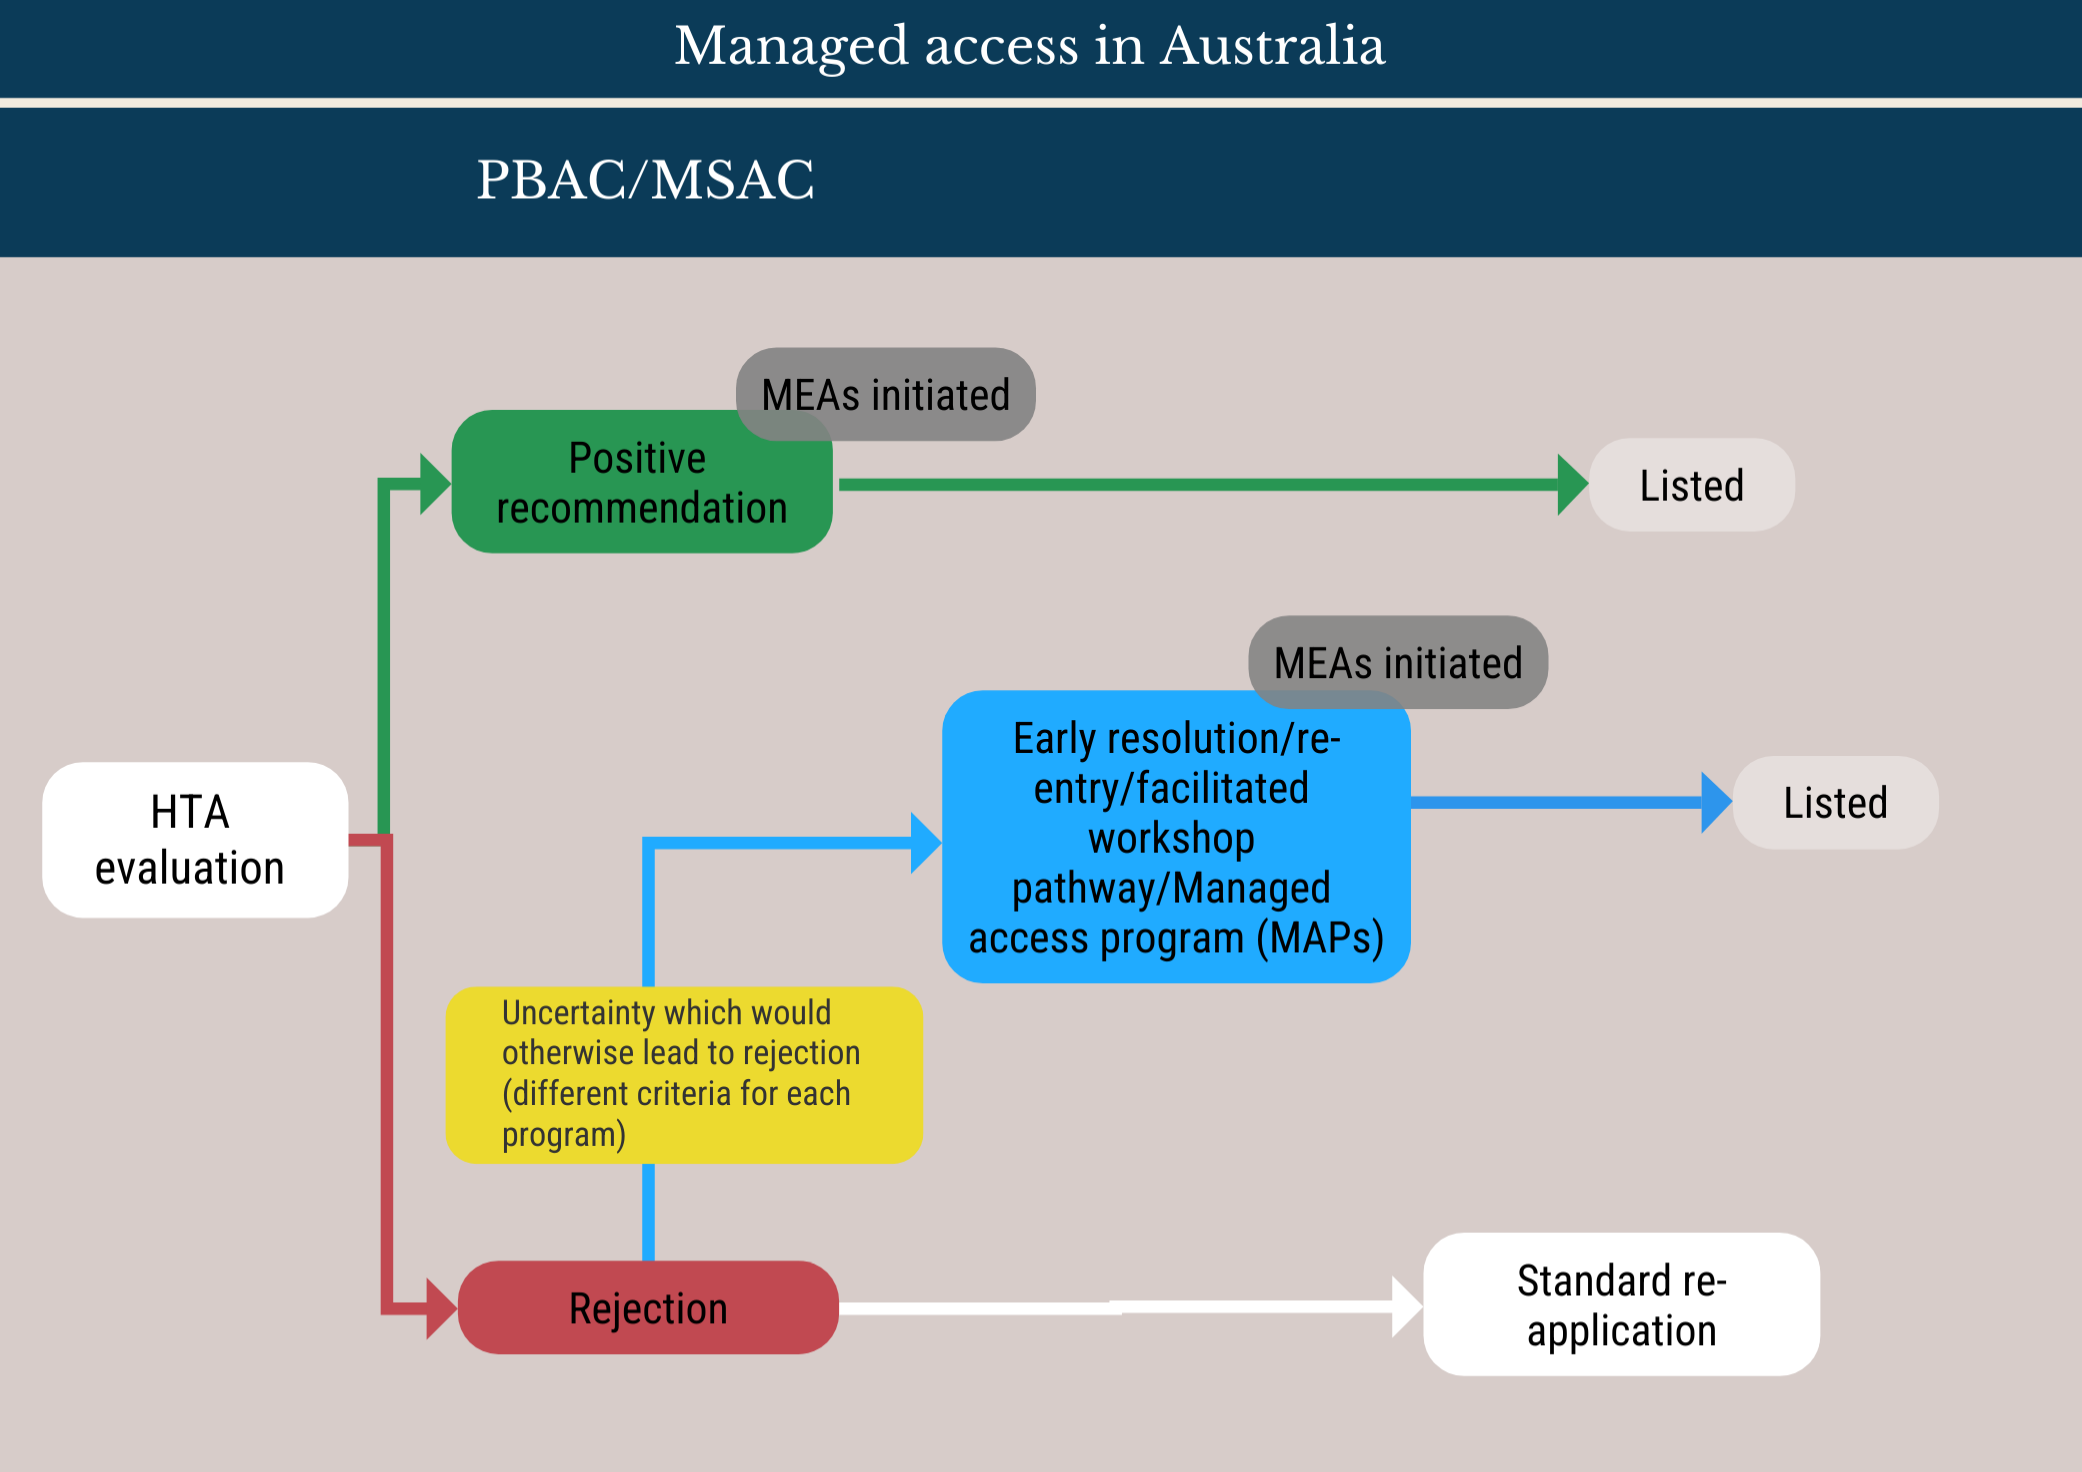 Managed access in Australia
PBAC/MSAC
MEAs initiated
Positive
recommendation
Listed
MEAs initiated
Early resolution/re-
entry/facilitated
workshop
pathway/Managed
access program (MAPs)
Listed
HTA
evaluation
Uncertainty which would
otherwise lead to rejection
(different criteria for each
program)
Rejection
Standard re-
application